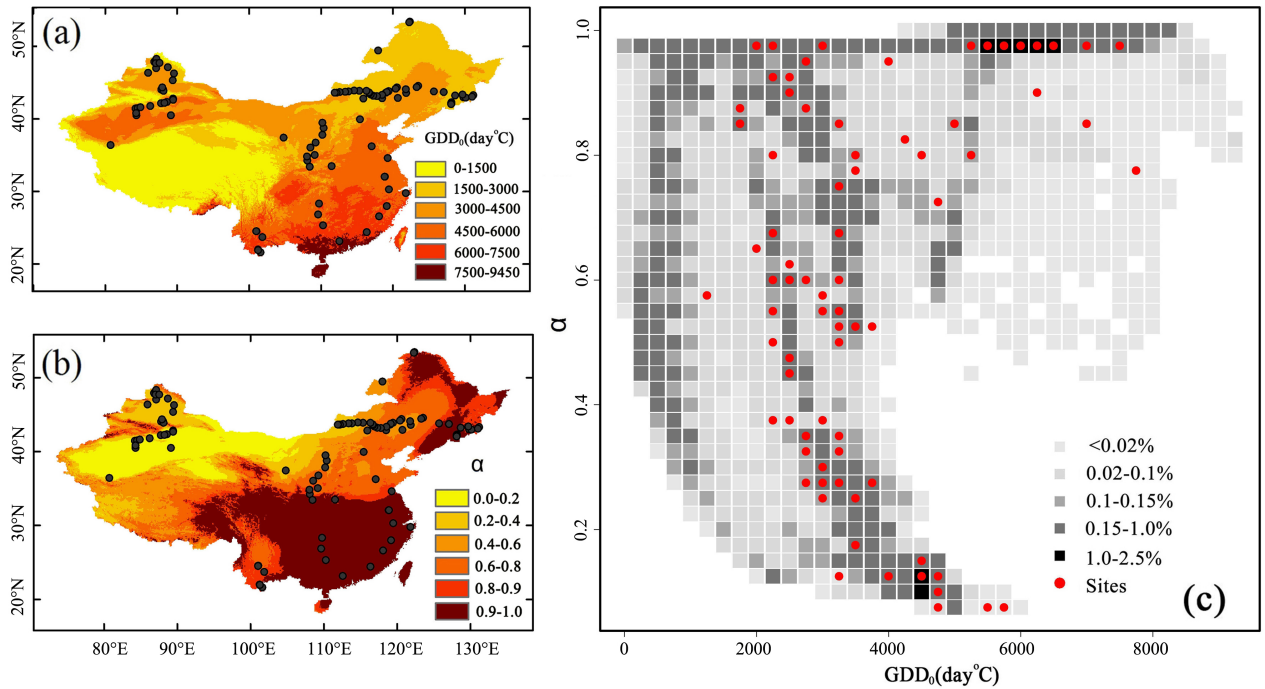 (a)
50°N
40°N
30°N
20°N
GDD₀(day°C)
0-1500
1500-3000
3000-4500
4500-6000
6000-7500
7500-9450
(b)
50°N
40°N
30°N
20°N
α
0.0-0.2
0.2-0.4
0.4-0.6
0.6-0.8
0.8-0.9
0.9-1.0
80°E 90°E 100°E 110°E 120°E 130°E
(c)
α
1.0
0.8
0.6
0.4
0.2
<0.02%
0.02-0.1%
0.1-0.15%
0.15-1.0%
1.0-2.5%
Sites
0 2000 4000 6000 8000
GDD₀(day°C)